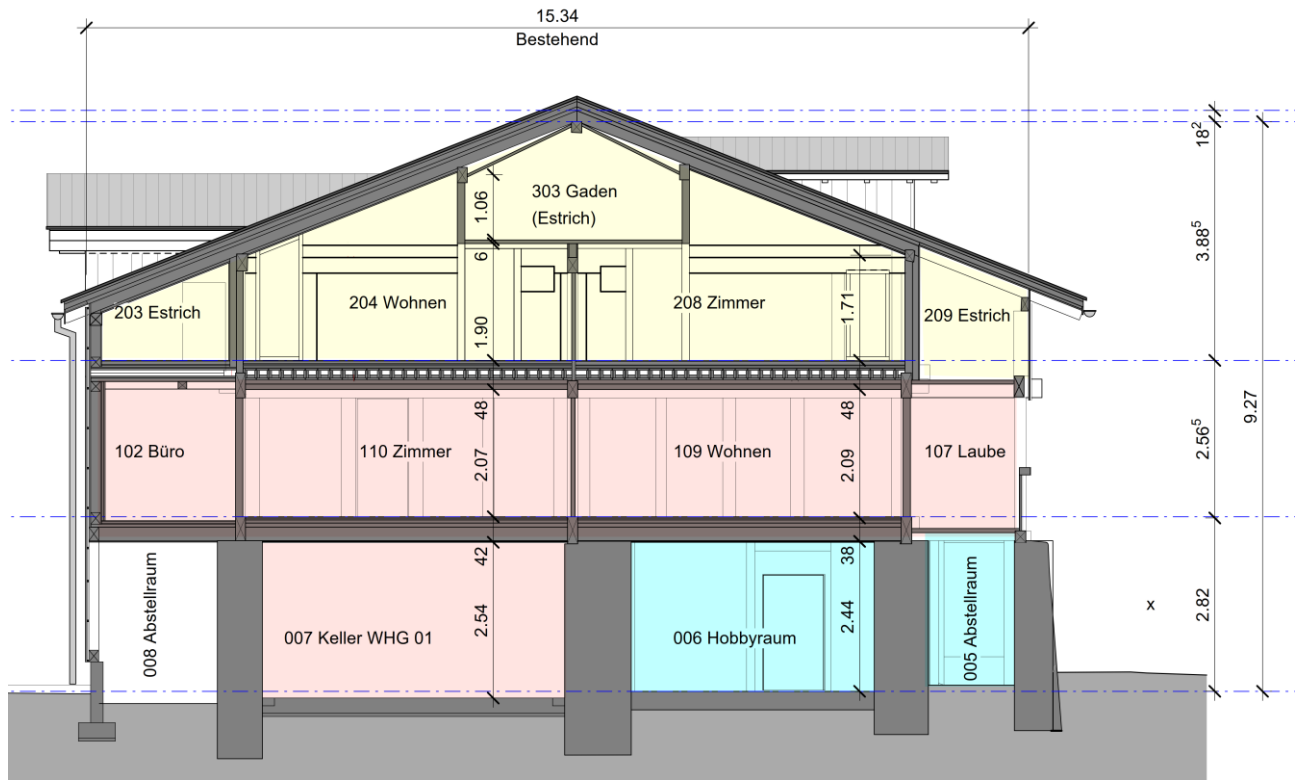 15.34
Bestehend
18²
303 Gaden
(Estrich)
1.06
3.88⁵
6
204 Wohnen
208 Zimmer
203 Estrich
209 Estrich
1.90
1.71
9.27
48
48
2.56⁵
102 Büro
110 Zimmer
109 Wohnen
107 Laube
2.07
2.09
42
38
008 Abstellraum
005 Abstellraum
2.54
2.44
2.82
x
007 Keller WHG 01
006 Hobbyraum